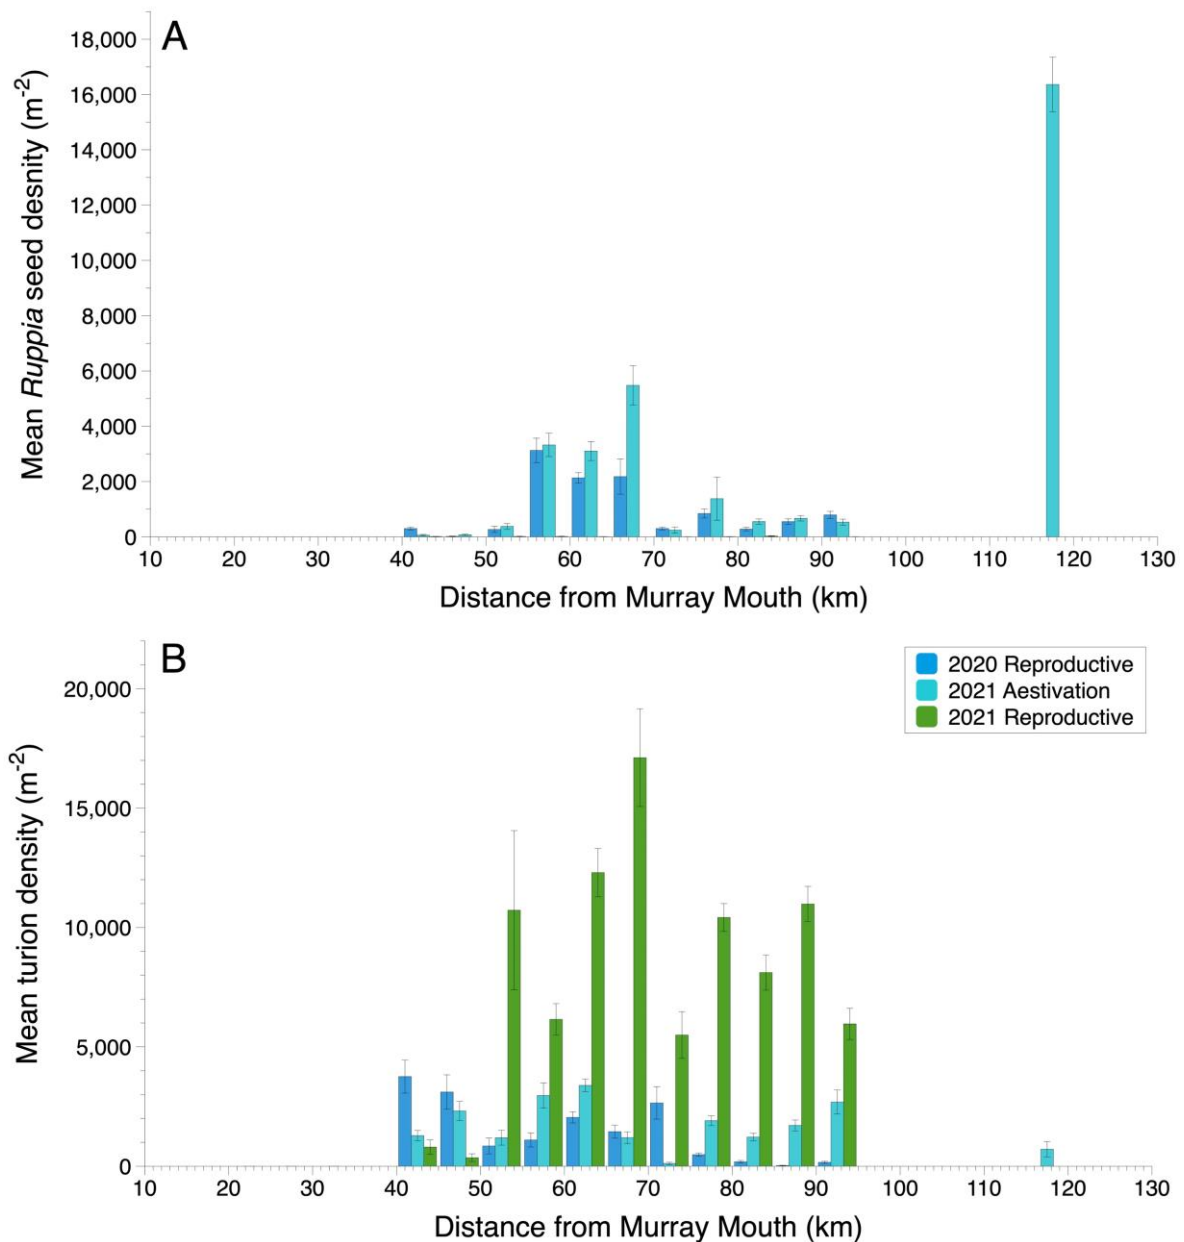 A
18,000
16,000
14,000
12,000
10,000
8,000
6,000
4,000
2,000
0
Mean Ruppia seed desnity (m-2)
10 20 30 40 50 60 70 80 90 100 110 120 130
Distance from Murray Mouth (km)
B
2020 Reproductive
2021 Aestivation
2021 Reproductive
20,000
15,000
10,000
5,000
0
Mean turion density (m-2)
10 20 30 40 50 60 70 80 90 100 110 120 130
Distance from Murray Mouth (km)